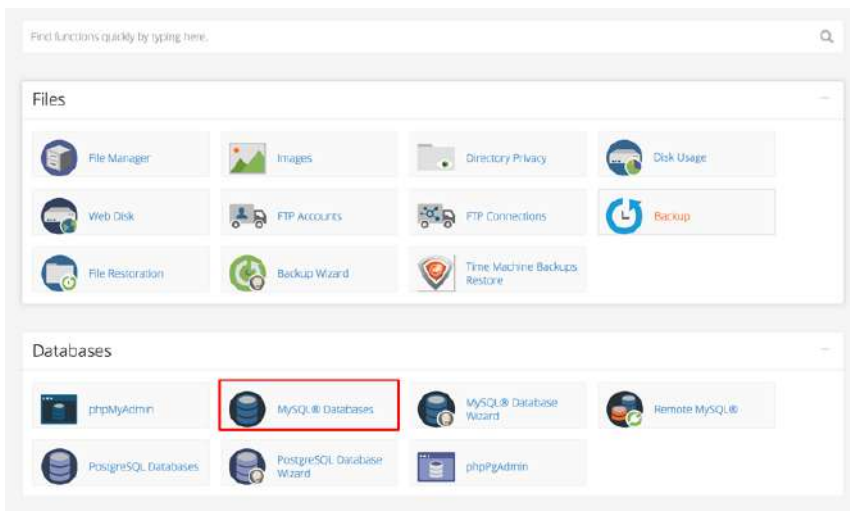 Find functions quickly by typing here.
Files
File Manager
Images
Directory Privacy
Disk Usage
Web Disk
FTP Accounts
FTP Connections
Backup
File Restoration
Backup Wizard
Time Machine Backups
Restore
Databases
phpMyAdmin
MySQL® Databases
MySQL® Database
Wizard
Remote MySQL®
PostgreSQL Databases
PostgreSQL Database
Wizard
phpPgAdmin